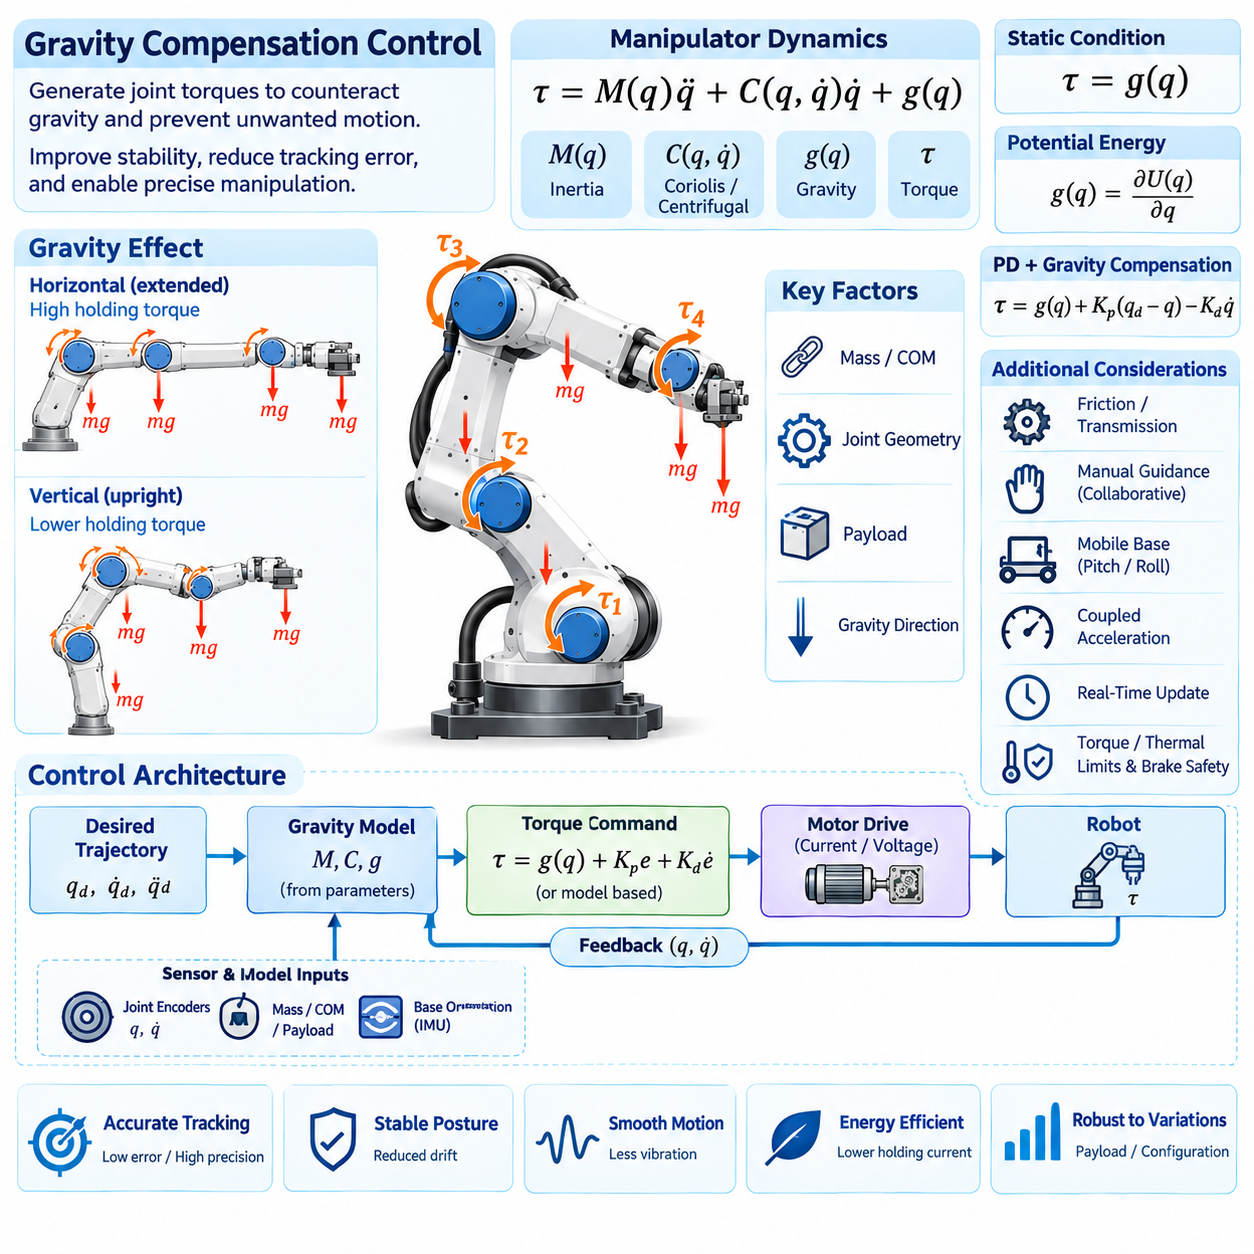 Gravity Compensation Control
Generate joint torques to counteract
gravity and prevent unwanted motion.
Improve stability, reduce tracking error,
and enable precise manipulation.
Manipulator Dynamics
τ = M(q)q̈ + C(q, q̇)q̇ + g(q)
M(q)
Inertia
C(q, q̇)
Coriolis /
Centrifugal
g(q)
Gravity
τ
Torque
Static Condition
τ = g(q)
Potential Energy
g(q) = ∂U(q) / ∂q
PD + Gravity Compensation
τ = g(q) + Kₚ(q_d − q) − K_d q̇
Gravity Effect
Horizontal (extended)
High holding torque
mg
mg
mg
mg
Vertical (upright)
Lower holding torque
mg
mg
mg
mg
τ3
τ4
τ2
τ1
mg
mg
mg
Key Factors
Mass / COM
Joint Geometry
Payload
Gravity Direction
Additional Considerations
Friction /
Transmission
Manual Guidance
(Collaborative)
Mobile Base
(Pitch / Roll)
Coupled
Acceleration
Real-Time Update
Torque / Thermal
Limits & Brake Safety
Control Architecture
Desired
Trajectory
q_d, q̇_d, q̈d
Gravity Model
M, C, g
(from parameters)
Torque Command
τ = g(q) + Kₚe + K_d ė
(or model based)
Motor Drive
(Current / Voltage)
Robot
τ
Feedback (q, q̇)
Sensor & Model Inputs
Joint Encoders
q, q̇
Mass / COM
/ Payload
Base
(IMU)
Accurate Tracking
Low error / High precision
Stable Posture
Reduced drift
Smooth Motion
Less vibration
Energy Efficient
Lower holding current
Robust to Variations
Payload / Configuration